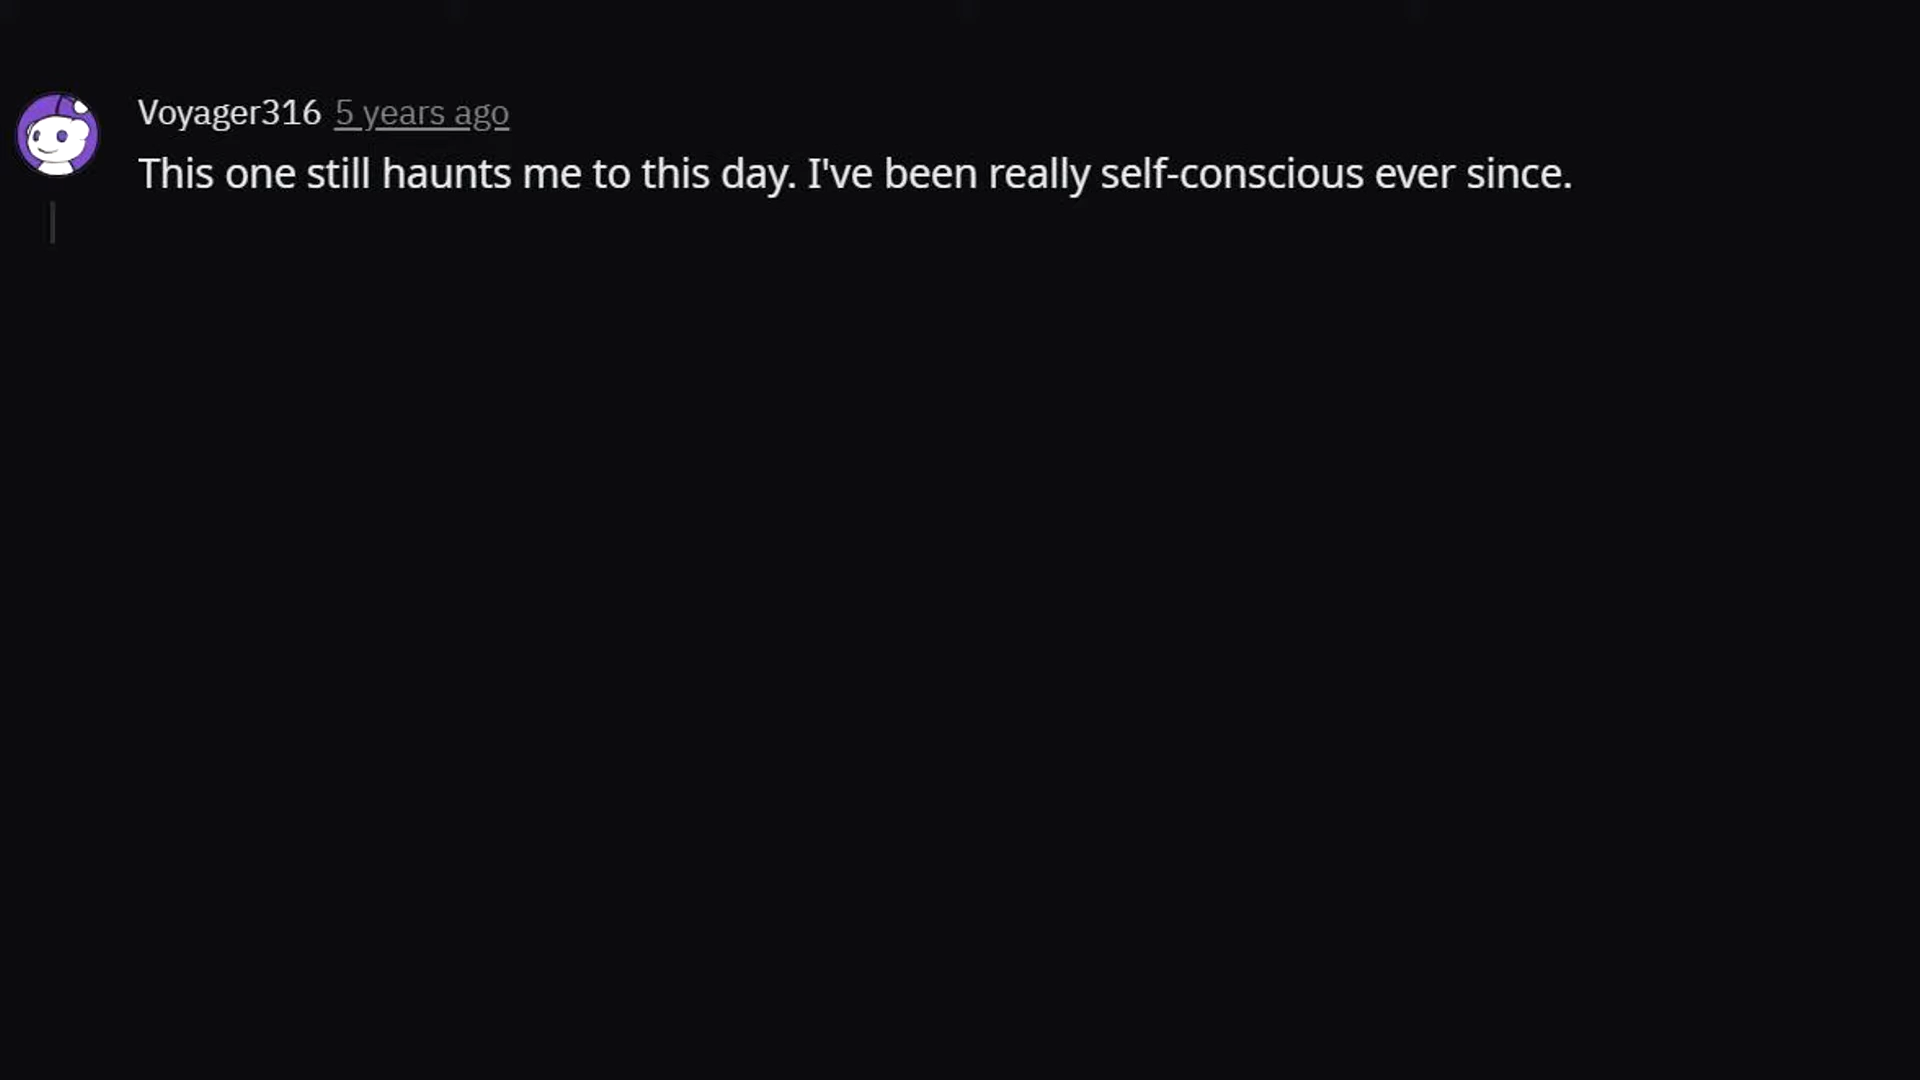 Voyager316 5 years ago
This one still haunts me to this day. I've been really self-conscious ever since.